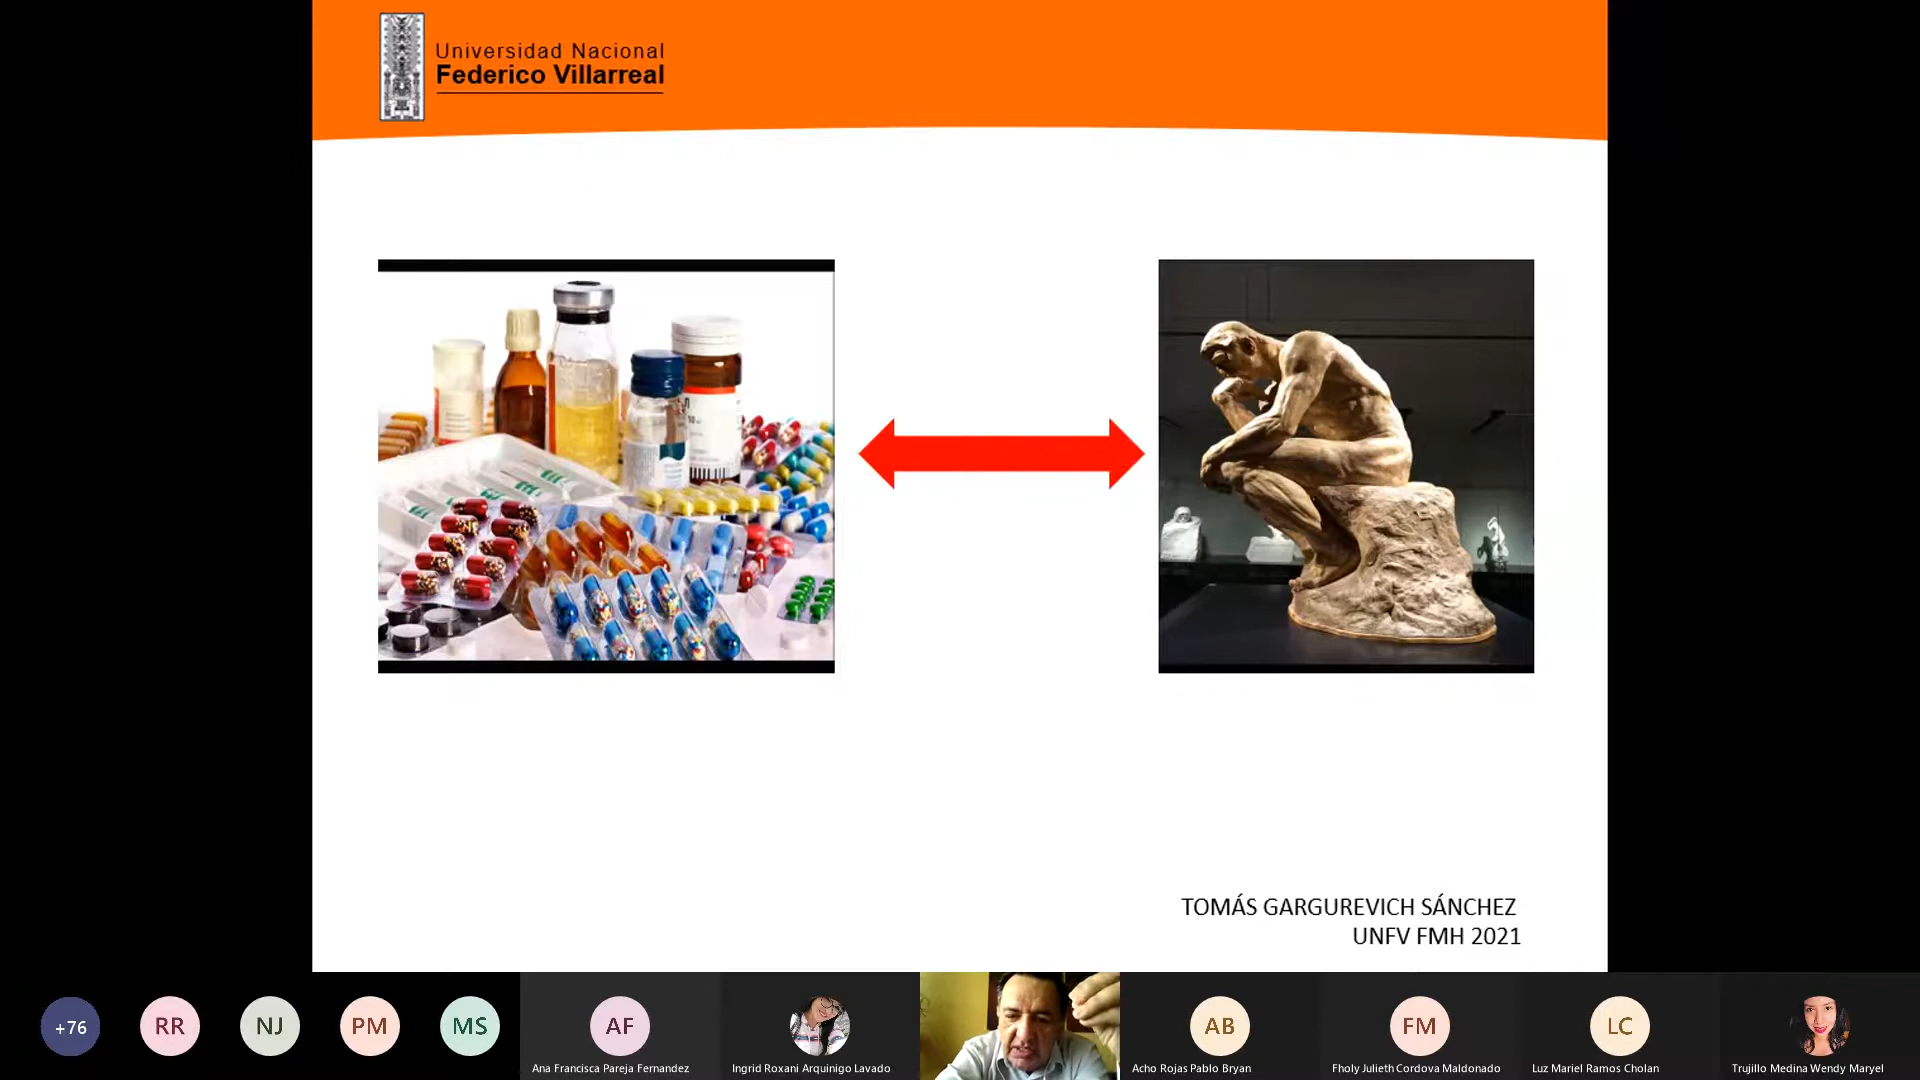 Universidad Nacional
Federico Villarreal
TOMÁS GARGUREVICH SÁNCHEZ
UNFV FMH 2021
+76
RR
NJ
PM
MS
AF
AB
FM
LC
Ana Francisca Pareja Fernandez
Ingrid Roxani Arquinigo Lavado
Acho Rojas Pablo Bryan
Fholy Julieth Cordova Maldonado
Luz Mariel Ramos Cholan
Trujillo Medina Wendy Maryel